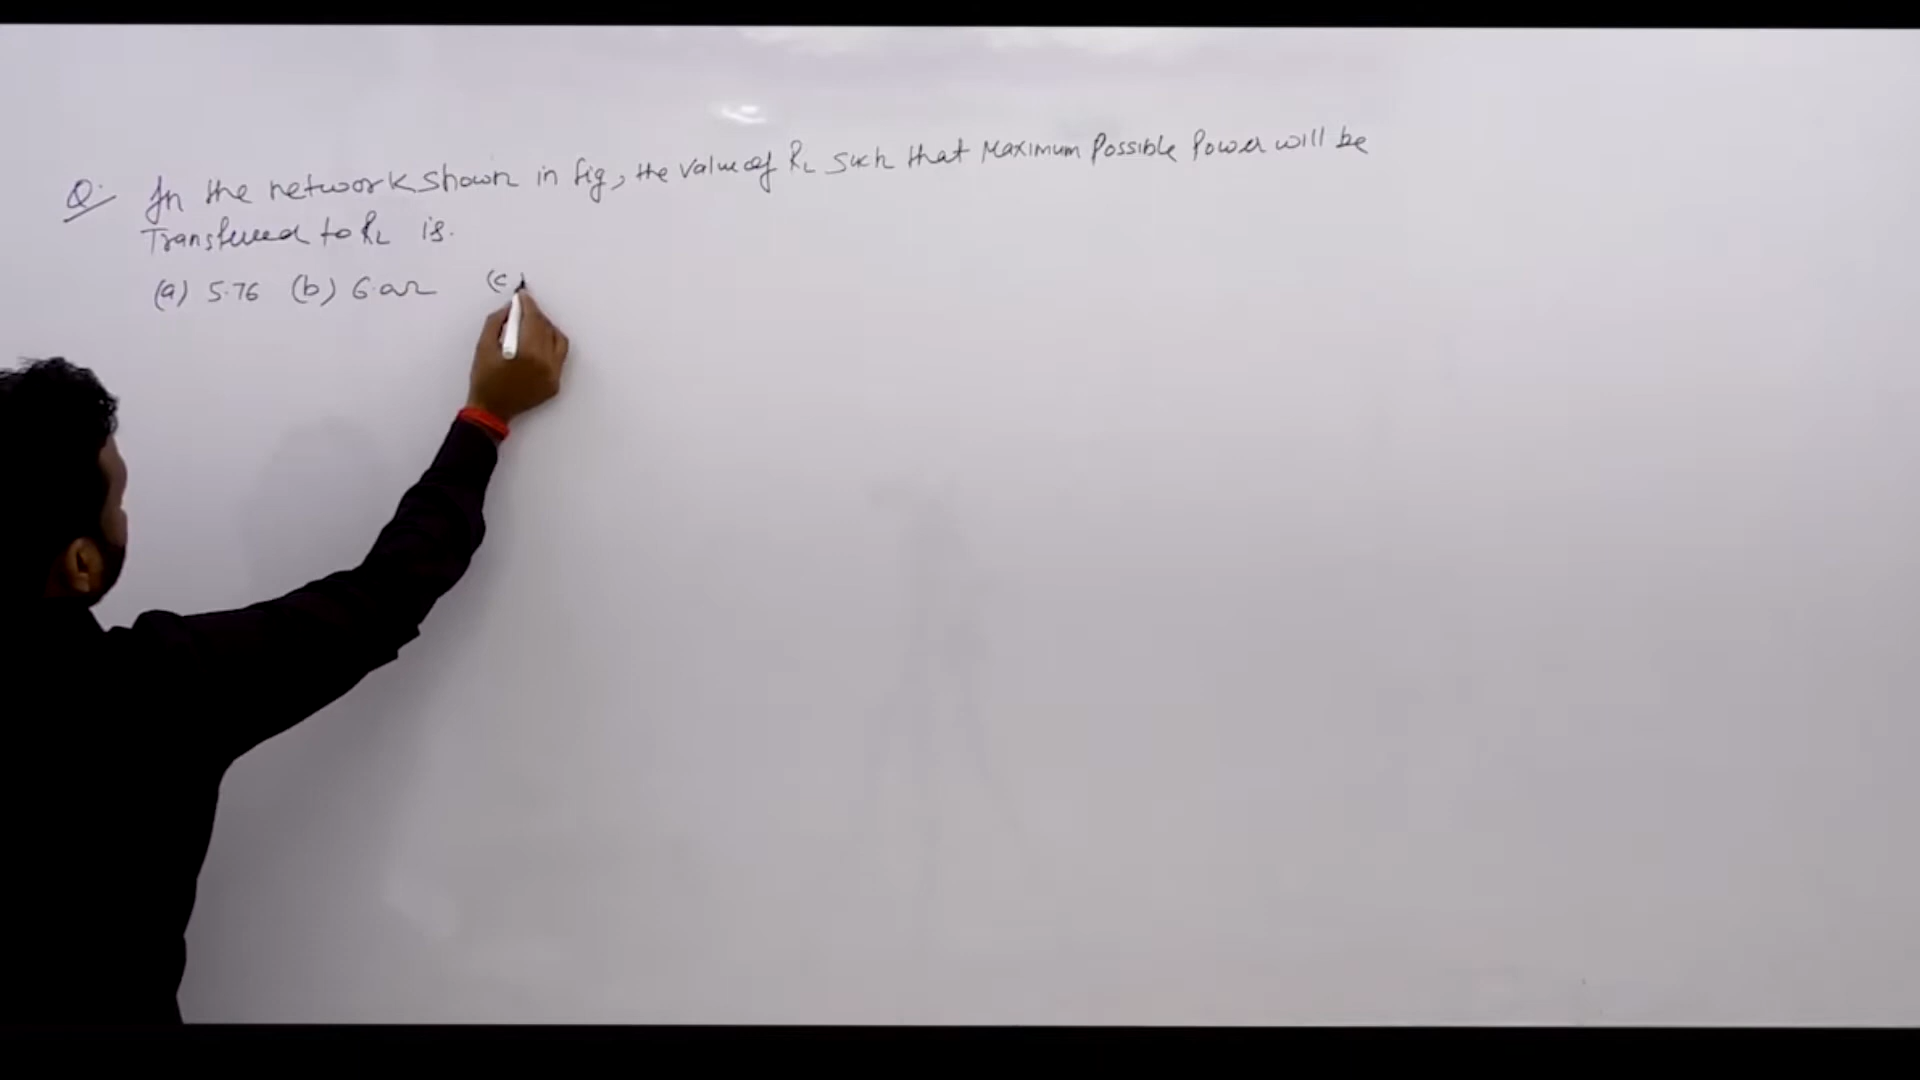 Q. In the network shown in fig, the value of RL such that Maximum Possible Power will be
Transferred to RL is.
(a) 5.76 (b) 6.0Ω (c)